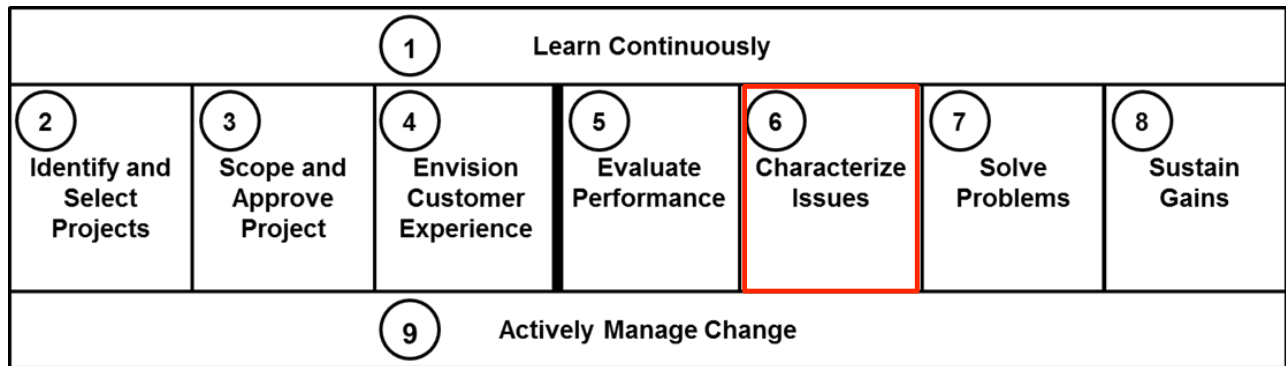 1 Learn Continuously
2
Identify and
Select
Projects
3
Scope and
Approve
Project
4
Envision
Customer
Experience
5
Evaluate
Performance
6
Characterize
Issues
7
Solve
Problems
8
Sustain
Gains
9 Actively Manage Change